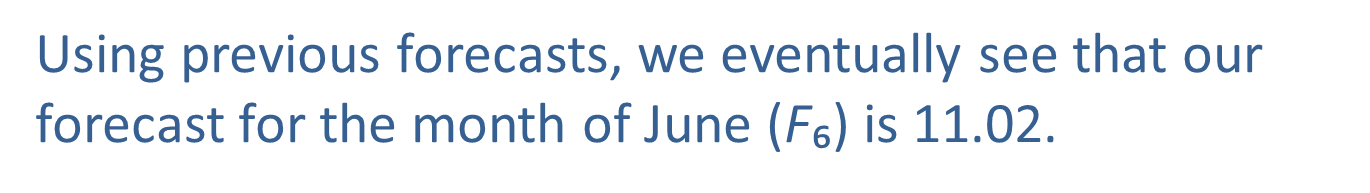 Using previous forecasts, we eventually see that our
forecast for the month of June (F₆) is 11.02.